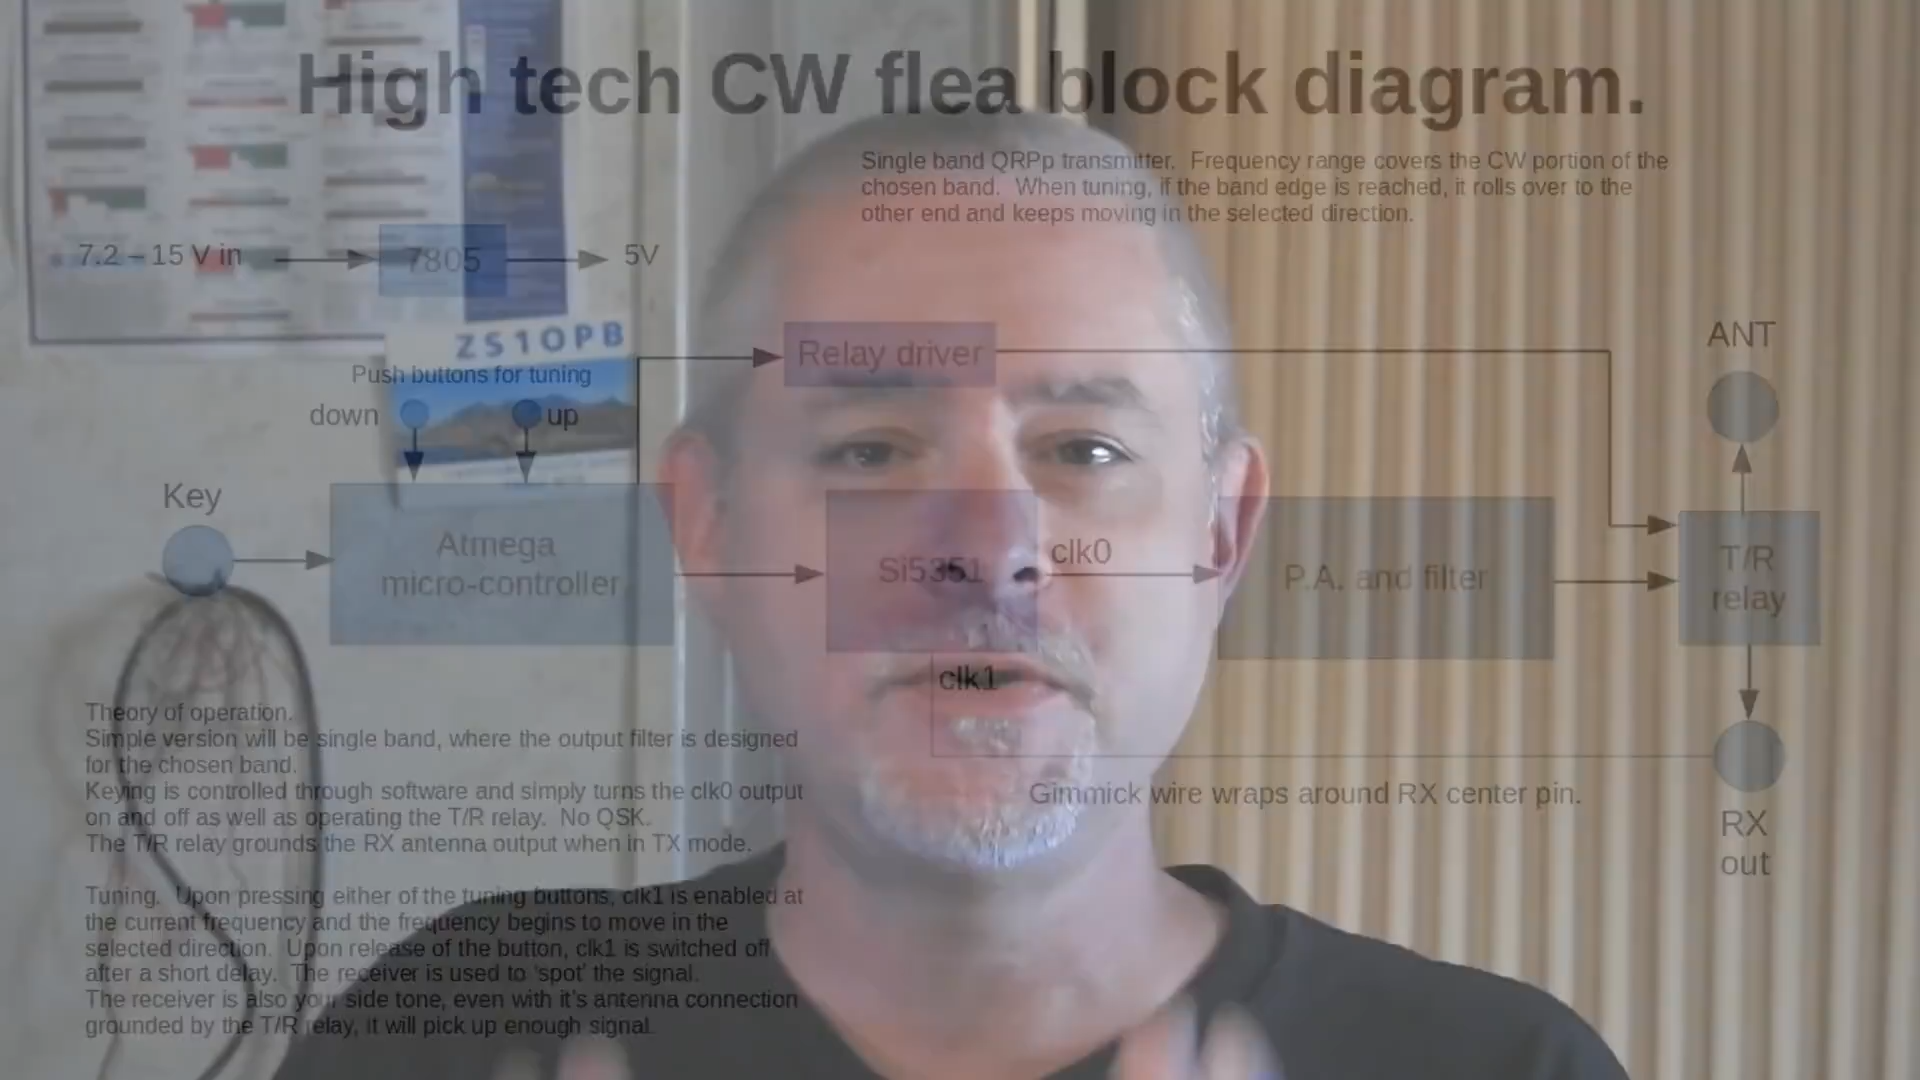 High tech CW flea block diagram.
Single band QRPp transmitter.  Frequency range covers the CW portion of the
chosen band.  When tuning, if the band edge is reached, it rolls over to the
other end and keeps moving in the selected direction.
7.2 – 15 V in
7805
5V
ZS1OPB
Relay driver
ANT
Push buttons for tuning
down
up
Key
Atmega
micro-controller
Si5351
clk0
P.A. and filter
T/R
relay
clk1
Gimmick wire wraps around RX center pin.
RX
out
Theory of operation.
Simple version will be single band, where the output filter is designed
for the chosen band.
Keying is controlled through software and simply turns the clk0 output
on and off as well as operating the T/R relay.  No QSK.
The T/R relay grounds the RX antenna output when in TX mode.
Tuning.  Upon pressing either of the tuning buttons, clk1 is enabled at
the current frequency and the frequency begins to move in the
selected direction.  Upon release of the button, clk1 is switched off
after a short delay.  The receiver is used to ‘spot’ the signal.
The receiver is also your side tone, even with it’s antenna connection
grounded by the T/R relay, it will pick up enough signal.